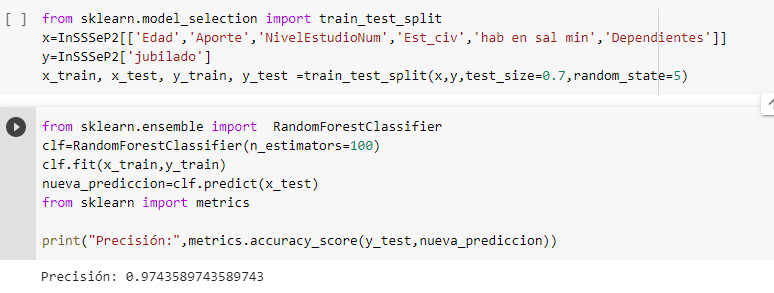 [ ] from sklearn.model_selection import train_test_split
x=InSSSeP2[['Edad','Aporte','NivelEstudioNum','Est_civ','hab en sal min','Dependientes']]
y=InSSSeP2['jubilado']
x_train, x_test, y_train, y_test =train_test_split(x,y,test_size=0.7,random_state=5)
from sklearn.ensemble import  RandomForestClassifier
clf=RandomForestClassifier(n_estimators=100)
clf.fit(x_train,y_train)
nueva_prediccion=clf.predict(x_test)
from sklearn import metrics
print("Precisión:",metrics.accuracy_score(y_test,nueva_prediccion))
Precisión: 0.9743589743589743